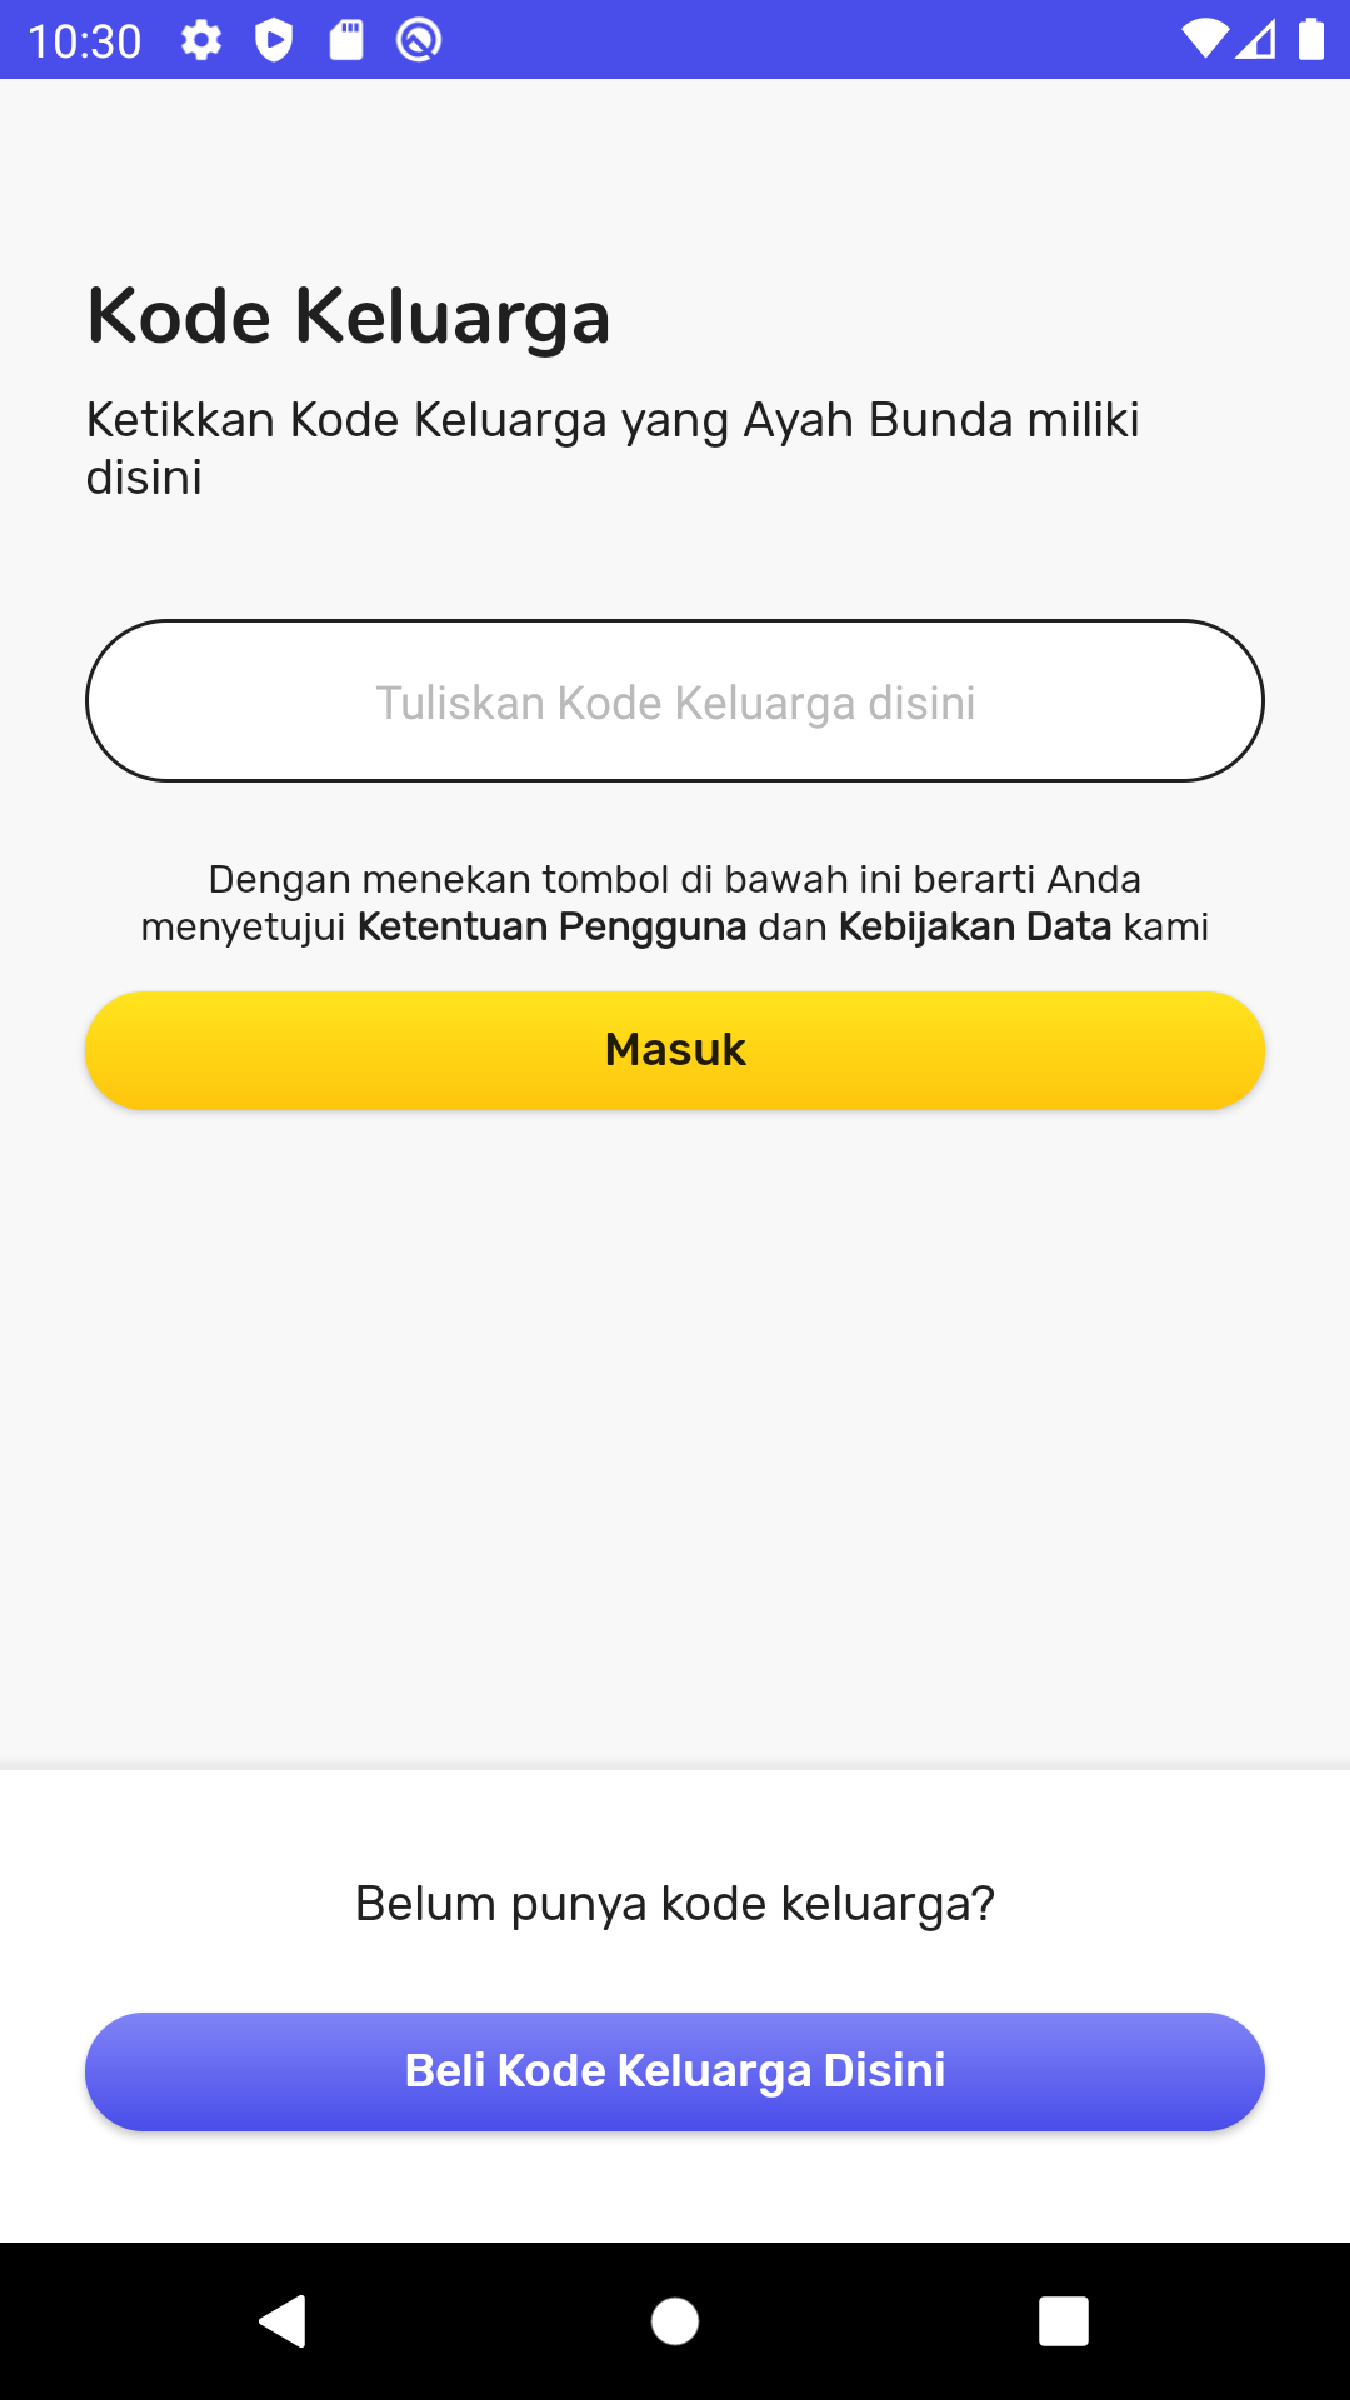 10:30
Kode Keluarga
Ketikkan Kode Keluarga yang Ayah Bunda miliki
disini
Tuliskan Kode Keluarga disini
Dengan menekan tombol di bawah ini berarti Anda
menyetujui Ketentuan Pengguna dan Kebijakan Data kami
Masuk
Belum punya kode keluarga?
Beli Kode Keluarga Disini